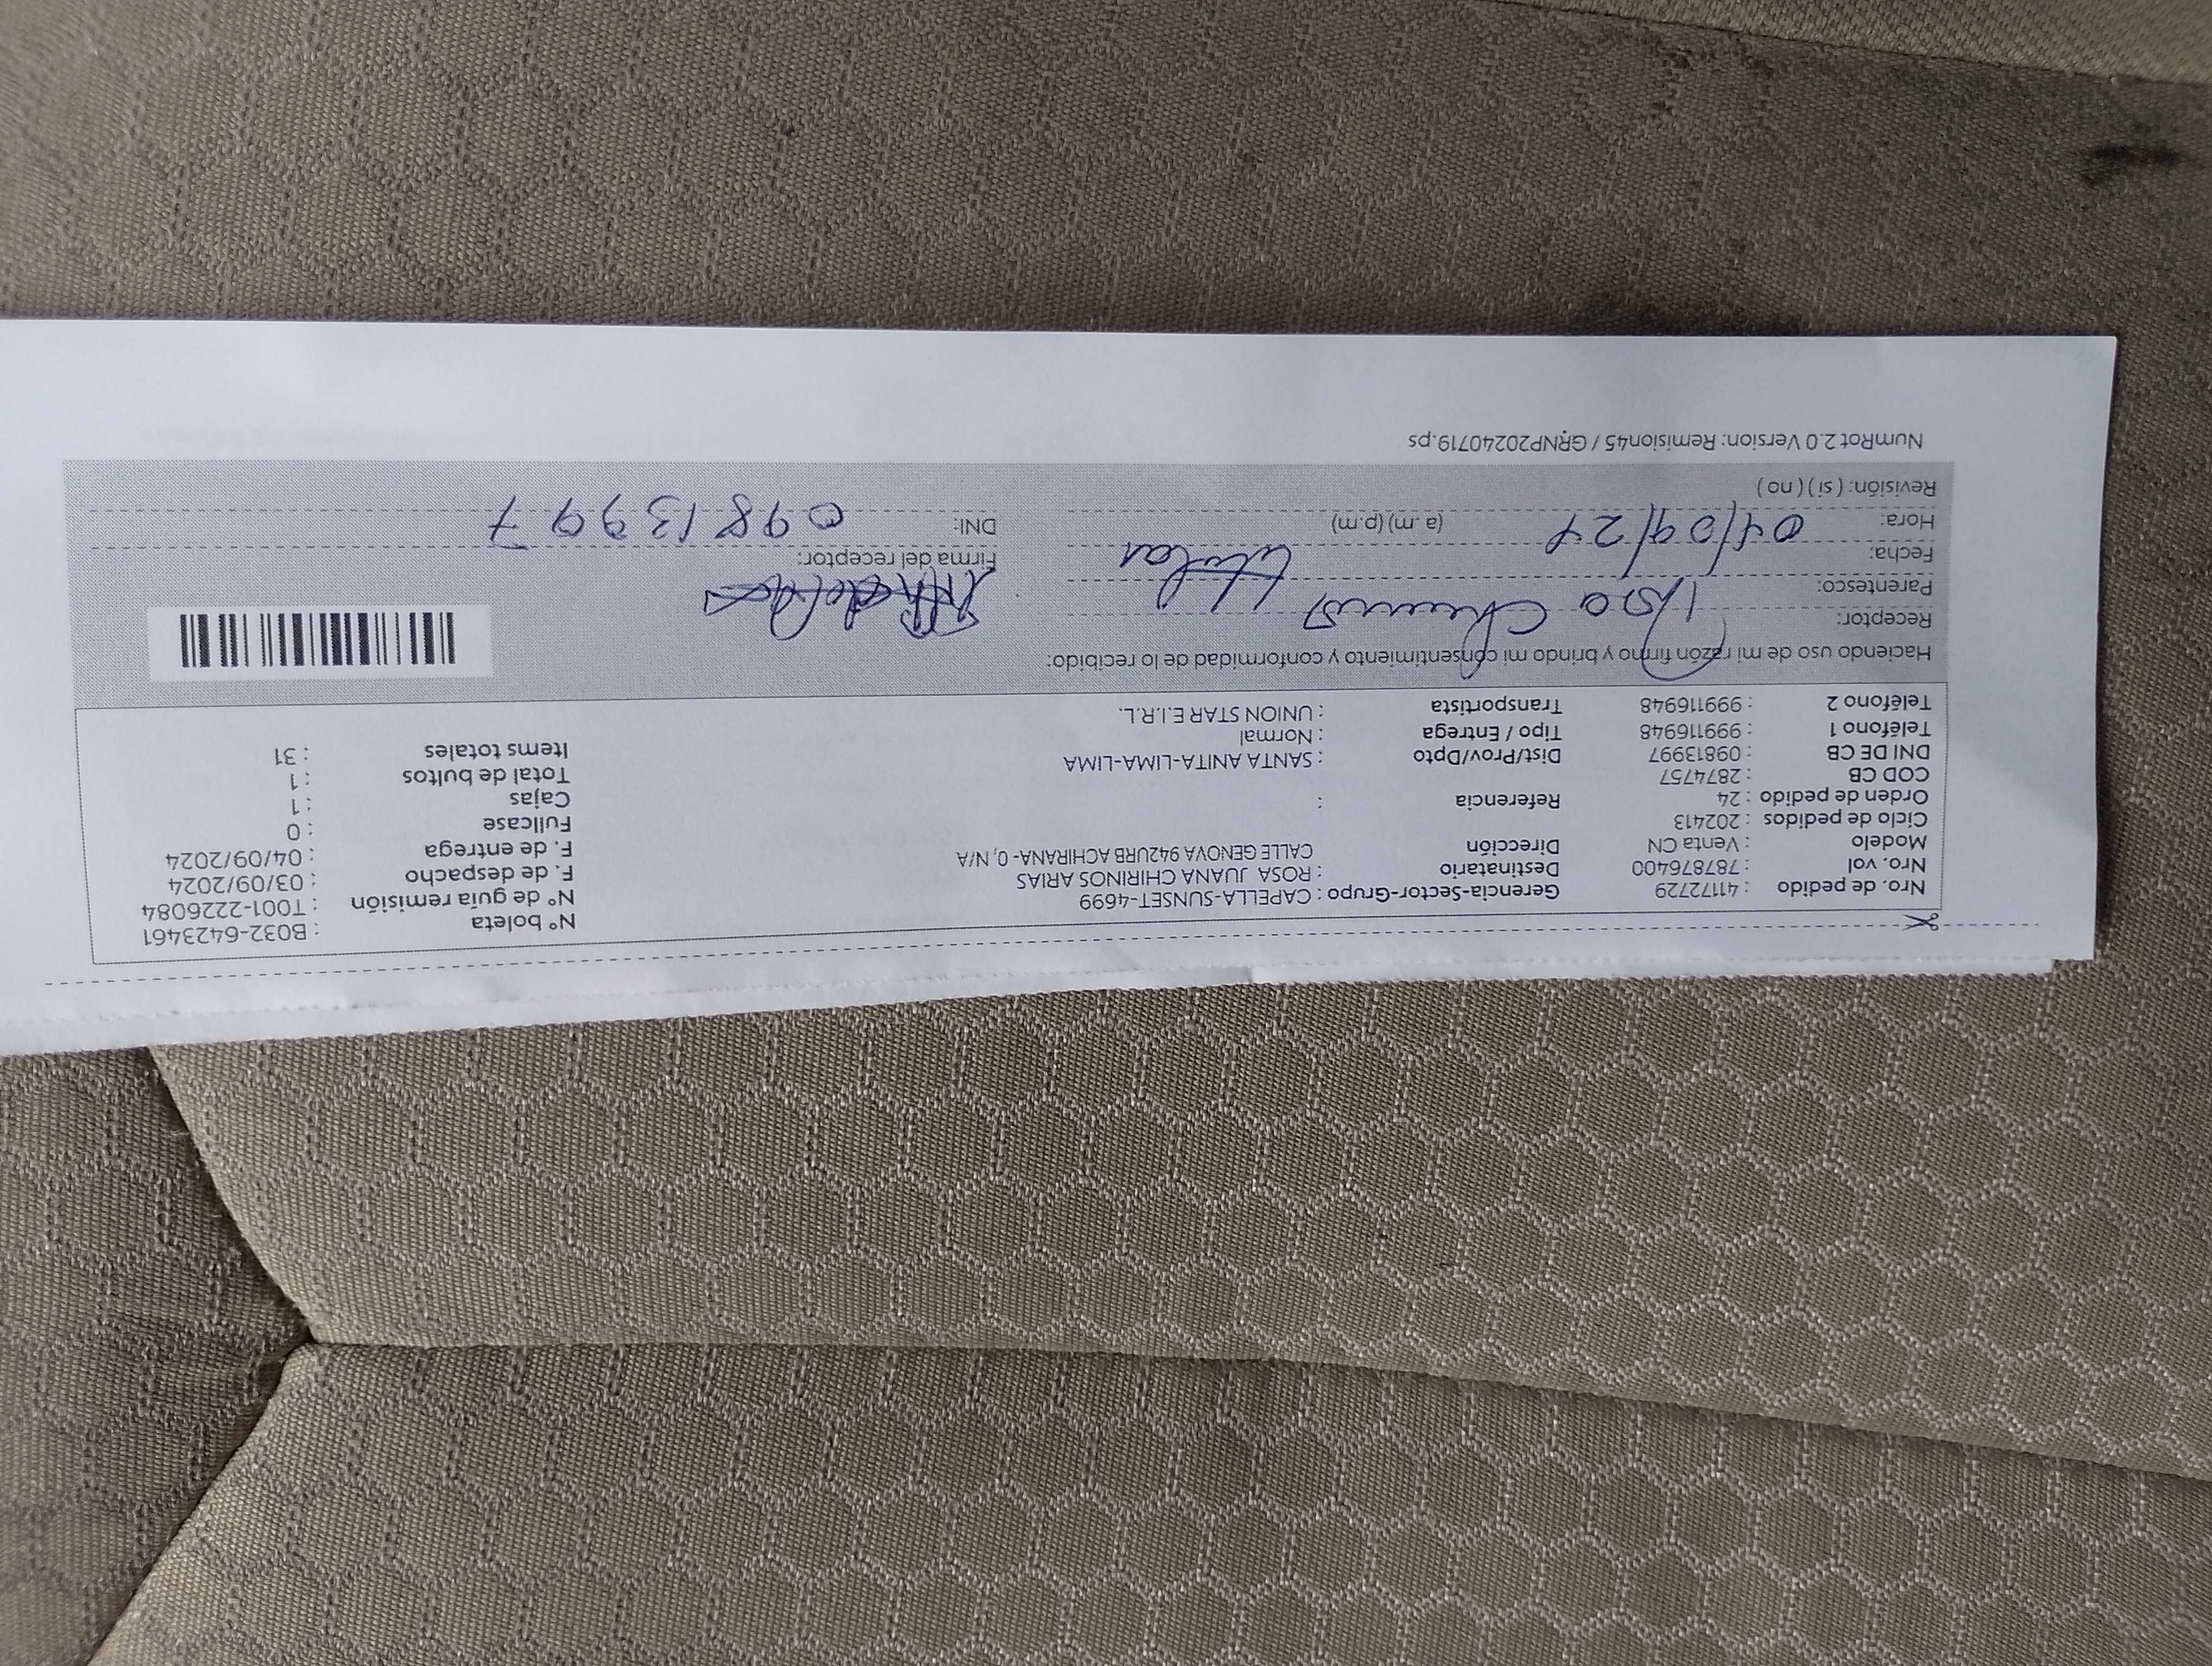 Nº boleta : B032-6423461
Nro. de pedido : 41172729 Gerencia-Sector-Grupo : CAPELLA-SUNSET-4699 Nº de guía remisión : T001-2226084
Nro. vol : 787876400 Destinatario : ROSA JUANA CHIRINOS ARIAS F. de despacho : 03/09/2024
Modelo : Venta CN Dirección CALLE GENOVA 942URB ACHIRANA- 0, N/A F. de entrega : 04/09/2024
Ciclo de pedidos : 202413 Fullcase : 0
Orden de pedido : 24 Referencia : Cajas : 1
COD CB : 2874757 Total de bultos : 1
DNI DE CB : 09813997 Dist/Prov/Dpto : SANTA ANITA-LIMA-LIMA Items totales : 31
Teléfono 1 : 999116948 Tipo / Entrega : Normal
Teléfono 2 : 999116948 Transportista : UNION STAR E.I.R.L.
Haciendo uso de mi razón firmo y brindo mi consentimiento y conformidad de lo recibido:
Receptor: Rosa Chirinos
Parentesco: titular
Firma del receptor:
Fecha: 04/09/24
Hora: (a .m) (p.m) DNI: 09813997
Revisión: ( si ) ( no )
NumRot 2.0 Version: Remision45 / GRNP20240719.ps